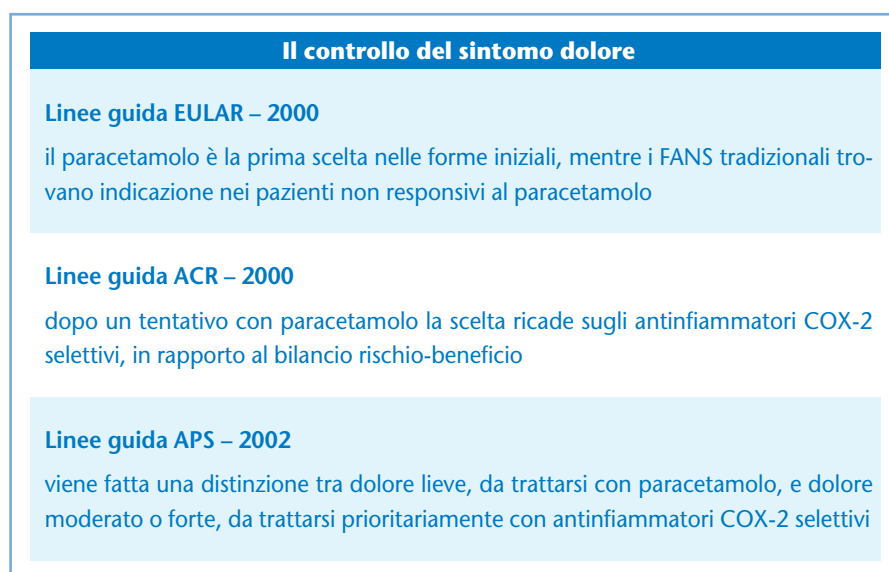 Il controllo del sintomo dolore
Linee guida EULAR – 2000
il paracetamolo è la prima scelta nelle forme iniziali, mentre i FANS tradizionali tro-
vano indicazione nei pazienti non responsivi al paracetamolo
Linee guida ACR – 2000
dopo un tentativo con paracetamolo la scelta ricade sugli antinfiammatori COX-2
selettivi, in rapporto al bilancio rischio-beneficio
Linee guida APS – 2002
viene fatta una distinzione tra dolore lieve, da trattarsi con paracetamolo, e dolore
moderato o forte, da trattarsi prioritariamente con antinfiammatori COX-2 selettivi